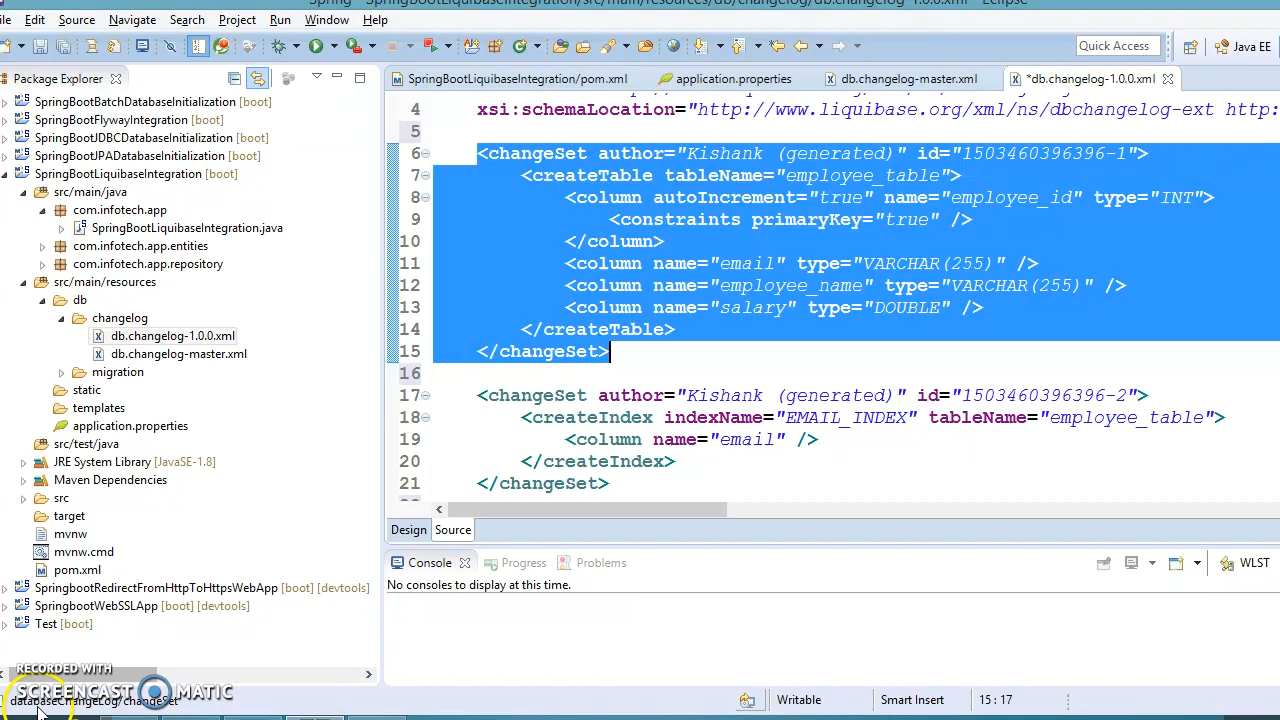 Spring - SpringBootLiquibaseIntegration/src/main/resources/db/changelog/db.changelog-1.0.0.xml - Eclipse
Edit Source Navigate Search Project Run Window Help
Quick Access
Java EE
Package Explorer
SpringBootLiquibaseIntegration/pom.xml
application.properties
db.changelog-master.xml
*db.changelog-1.0.0.xml
SpringBootBatchDatabaseInitialization [boot]
SpringBootFlywayIntegration [boot]
SpringBootJDBCDatabaseInitialization [boot]
SpringBootJPADatabaseInitialization [boot]
SpringBootLiquibaseIntegration [boot]
src/main/java
com.infotech.app
SpringBootLiquibaseIntegration.java
com.infotech.app.entities
com.infotech.app.repository
src/main/resources
db
changelog
db.changelog-1.0.0.xml
db.changelog-master.xml
migration
static
templates
application.properties
src/test/java
JRE System Library [JavaSE-1.8]
Maven Dependencies
src
target
mvnw
mvnw.cmd
pom.xml
SpringbootRedirectFromHttpToHttpsWebApp [boot] [devtools]
SpringbootWebSSLApp [boot] [devtools]
Test [boot]
4 xsi:schemaLocation="http://www.liquibase.org/xml/ns/dbchangelog-ext http:
5
6 <changeSet author="Kishank (generated)" id="1503460396396-1">
7 <createTable tableName="employee_table">
8 <column autoIncrement="true" name="employee_id" type="INT">
9 <constraints primaryKey="true" />
10 </column>
11 <column name="email" type="VARCHAR(255)" />
12 <column name="employee_name" type="VARCHAR(255)" />
13 <column name="salary" type="DOUBLE" />
14 </createTable>
15 </changeSet>
16
17 <changeSet author="Kishank (generated)" id="1503460396396-2">
18 <createIndex indexName="EMAIL_INDEX" tableName="employee_table">
19 <column name="email" />
20 </createIndex>
21 </changeSet>
Design Source
Console Progress Problems
WLST
No consoles to display at this time.
RECORDED WITH
SCREENCAST MATIC
databaseChangeLog/changeSet
Writable
Smart Insert
15 : 17